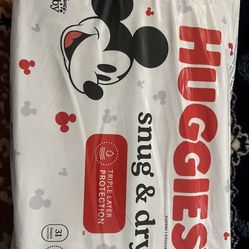 HUGGIES
snug & dry
TRIPLE LAYER
PROTECTION
31